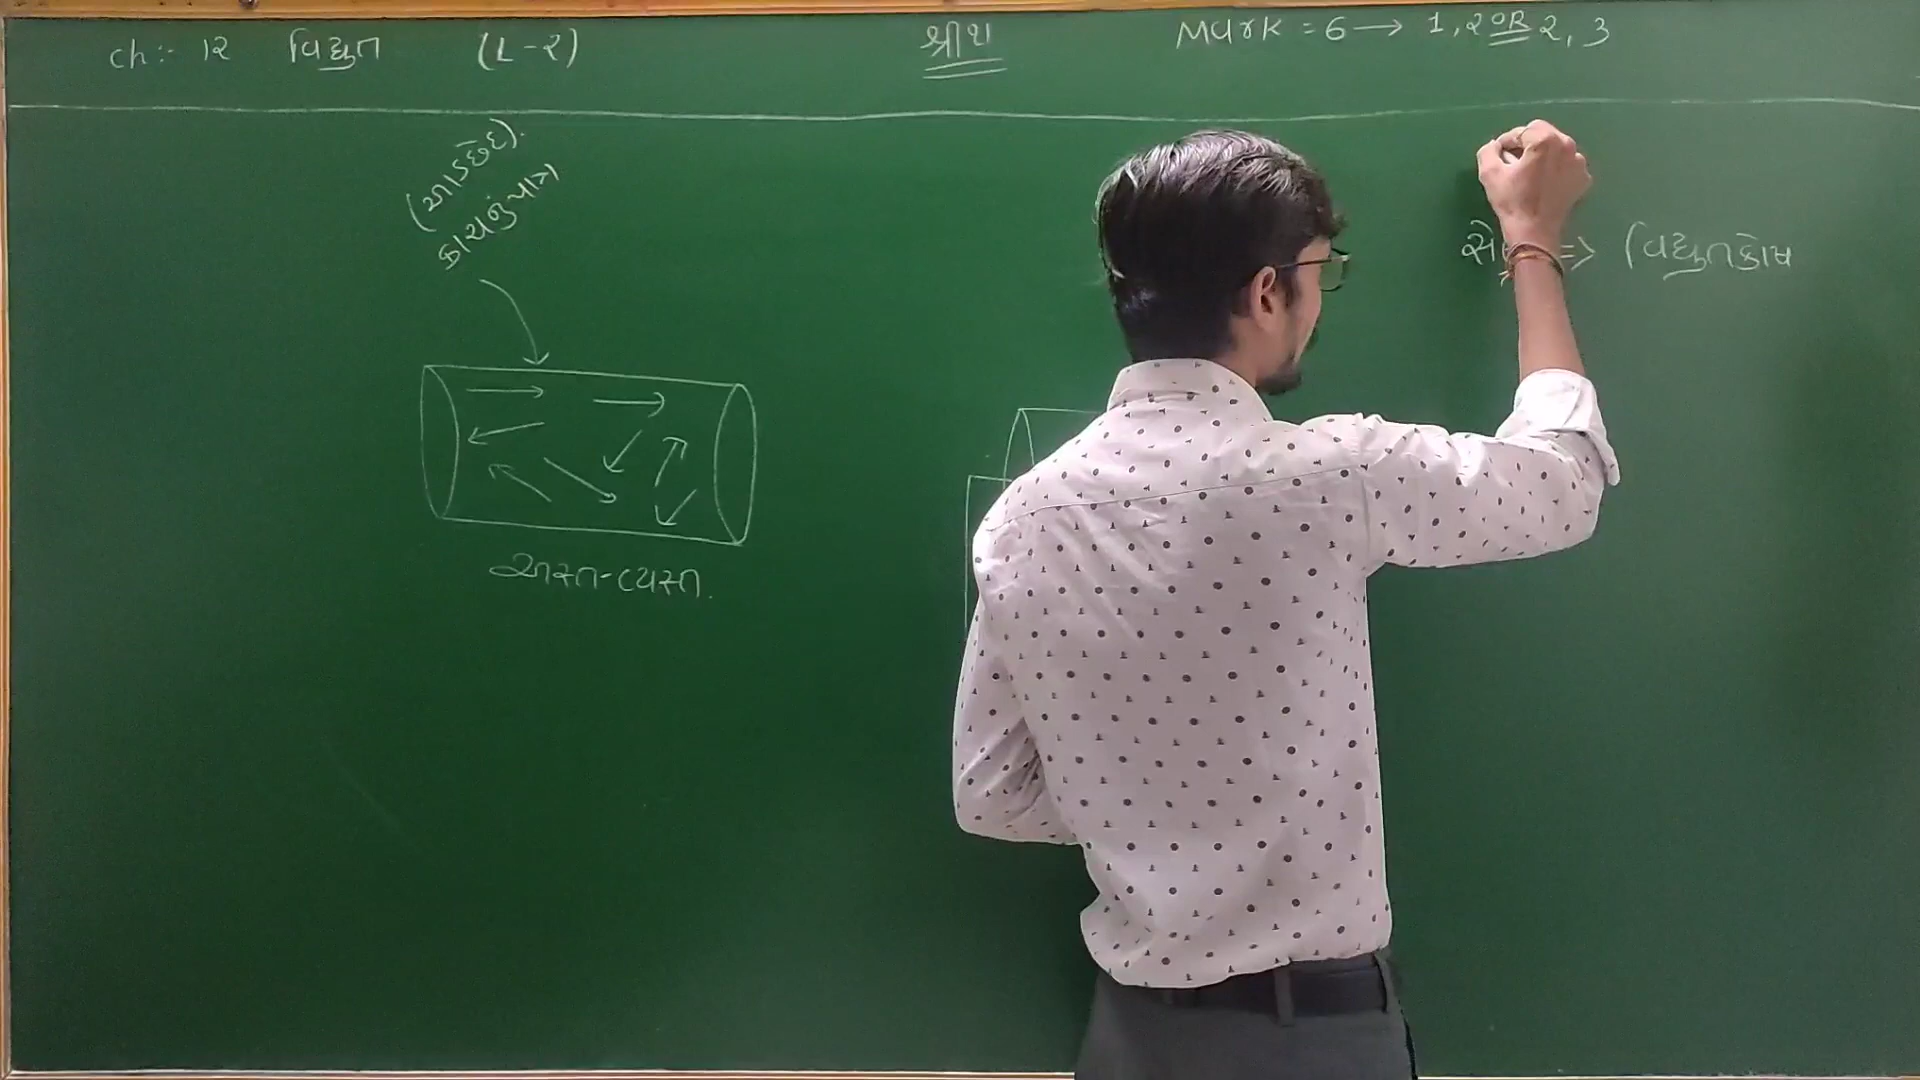 ch:- 12 વિદ્યુત (L-2) શ્રીથ Mark = 6 → 1, 2 OR 2, 3
(આડછેદ).
સે => વિદ્યુતકોષ
અસ્ત-વ્યસ્ત.